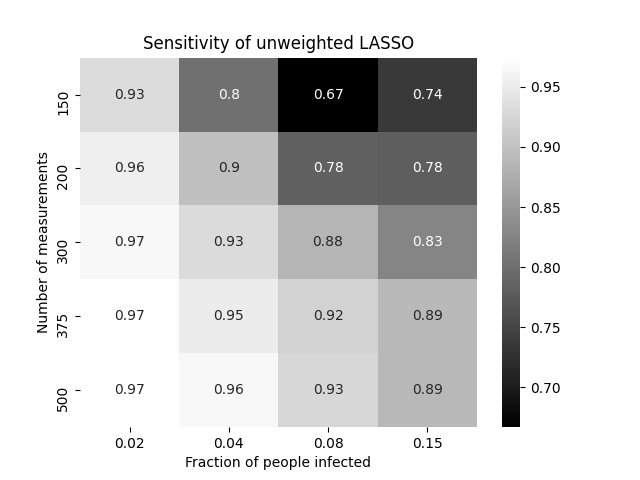 Sensitivity of unweighted LASSO
Number of measurements
150 0.93 0.8 0.67 0.74
200 0.96 0.9 0.78 0.78
300 0.97 0.93 0.88 0.83
375 0.97 0.95 0.92 0.89
500 0.97 0.96 0.93 0.89
0.02 0.04 0.08 0.15
Fraction of people infected
0.95
0.90
0.85
0.80
0.75
0.70